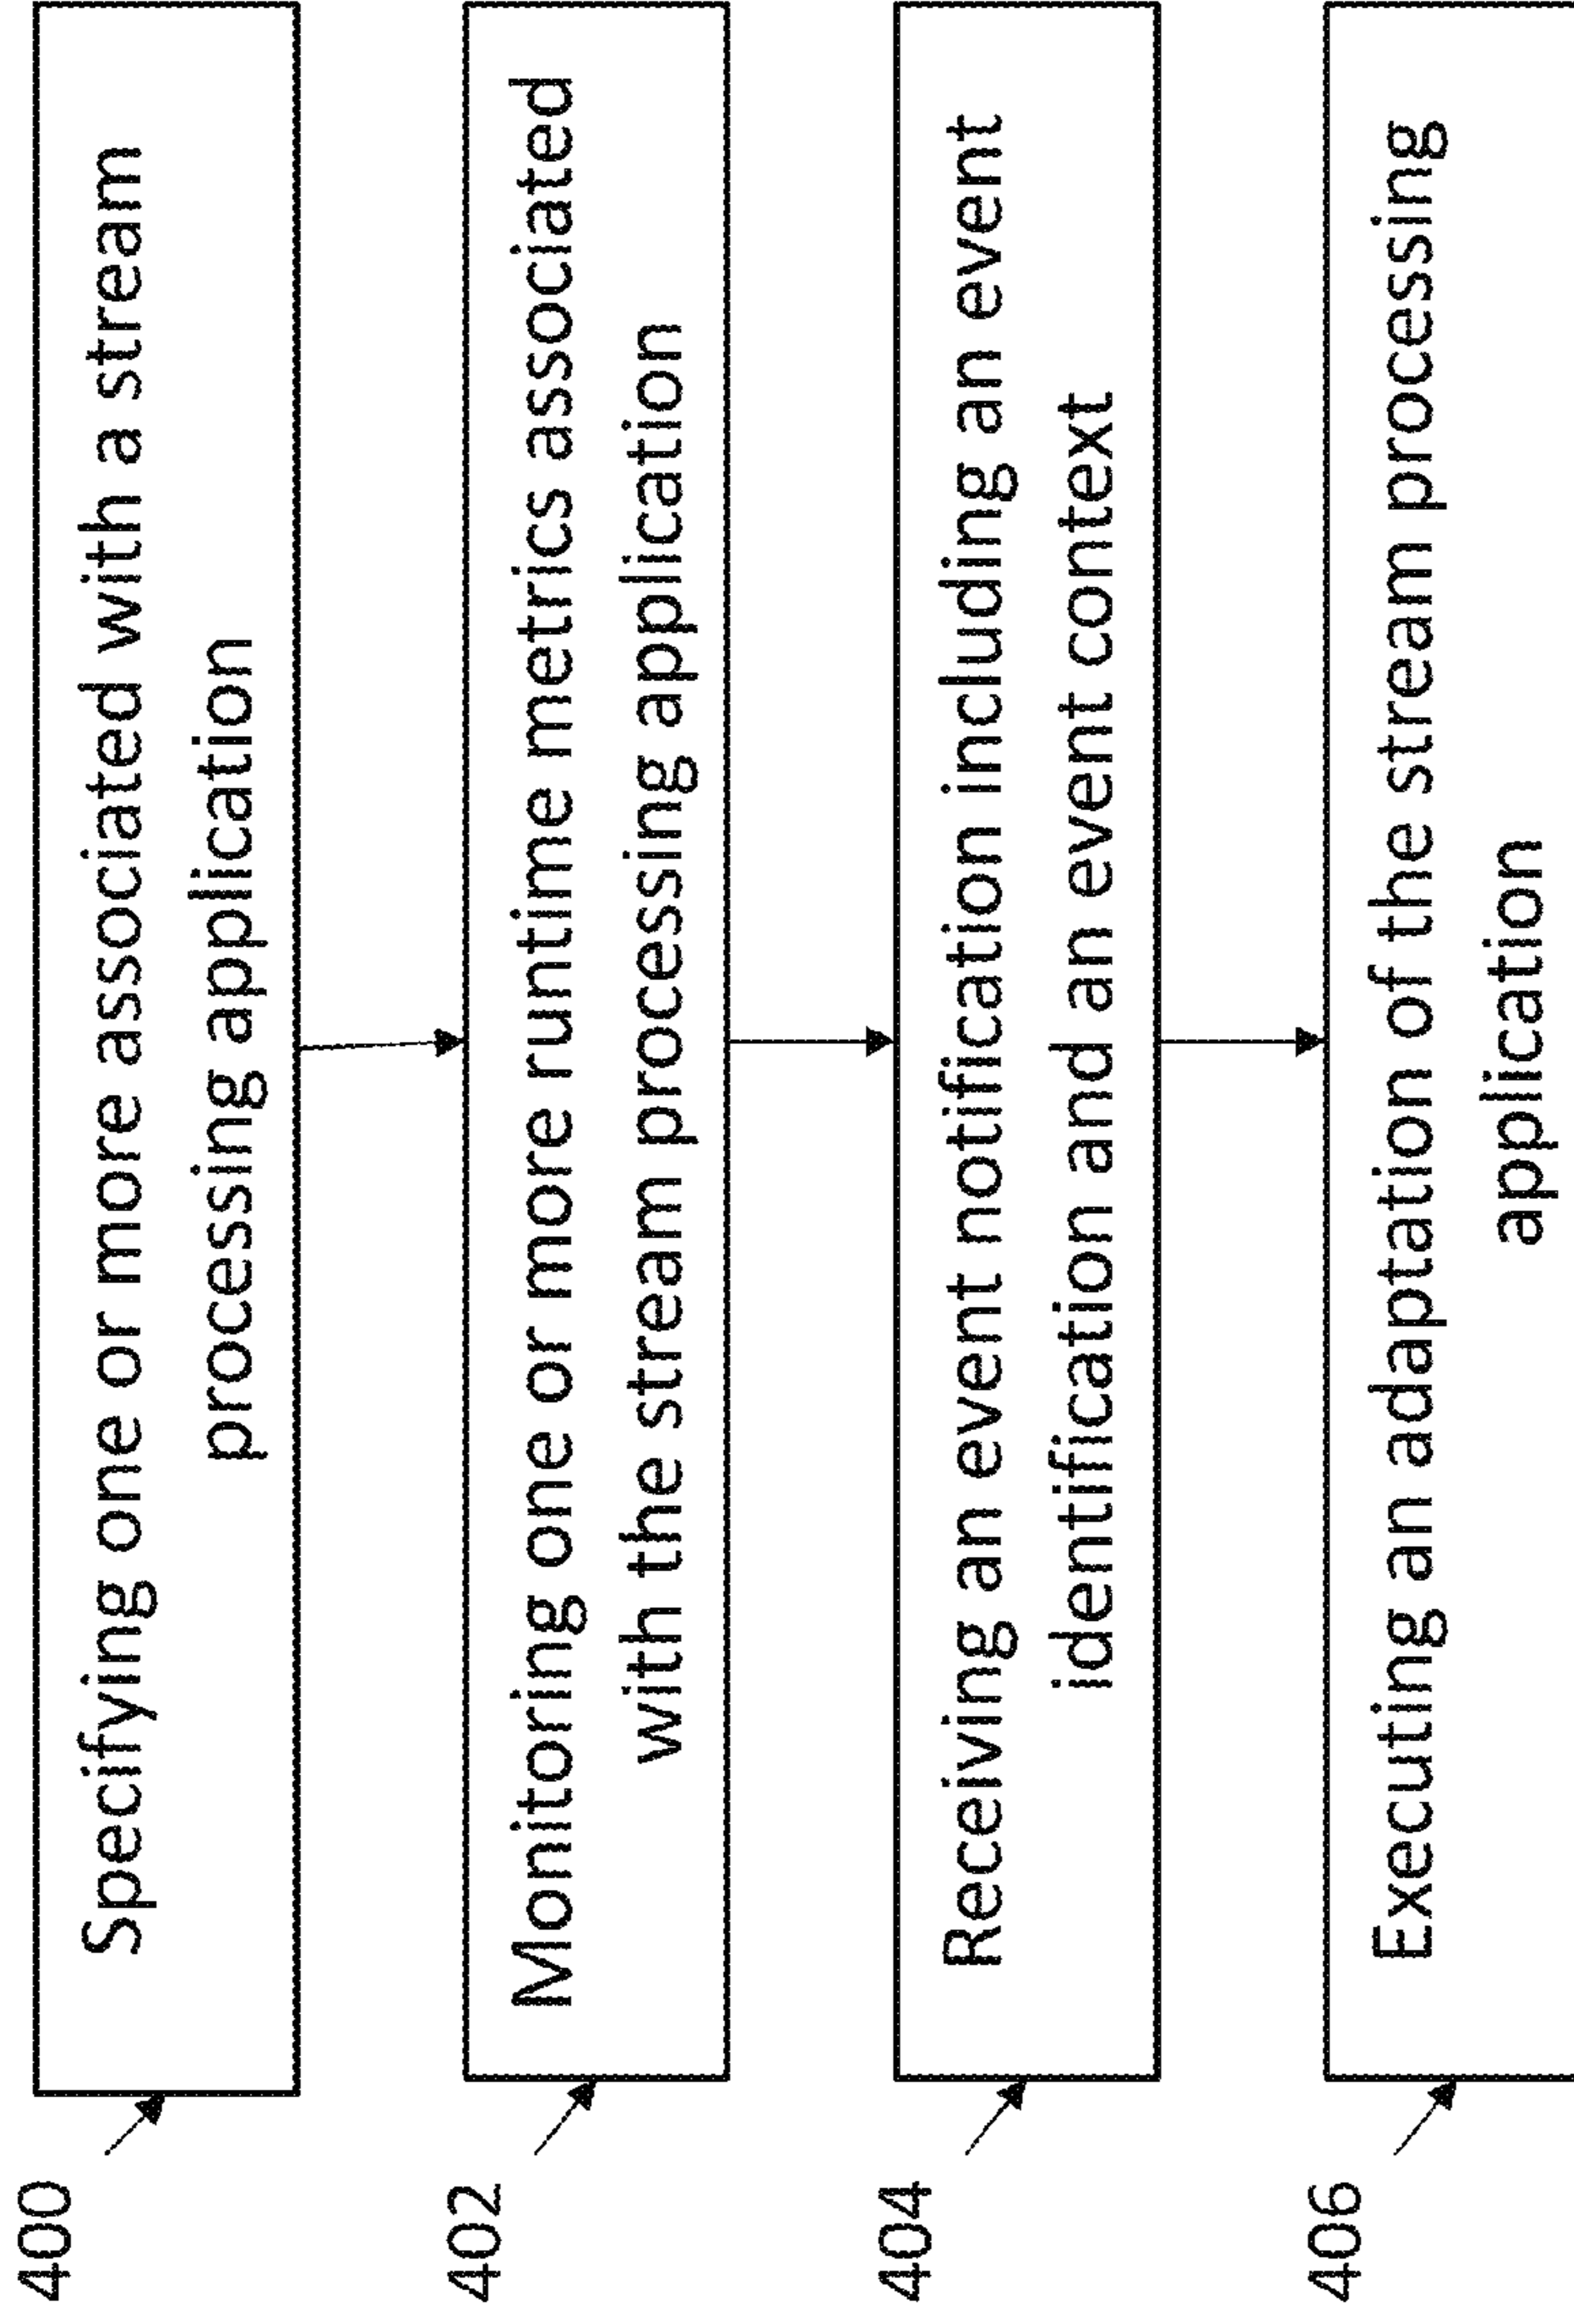 400
Specifying one or more associated with a stream
processing application
402
Monitoring one or more runtime metrics associated
with the stream processing application
404
Receiving an event notification including an event
identification and an event context
406
Executing an adaptation of the stream processing
application